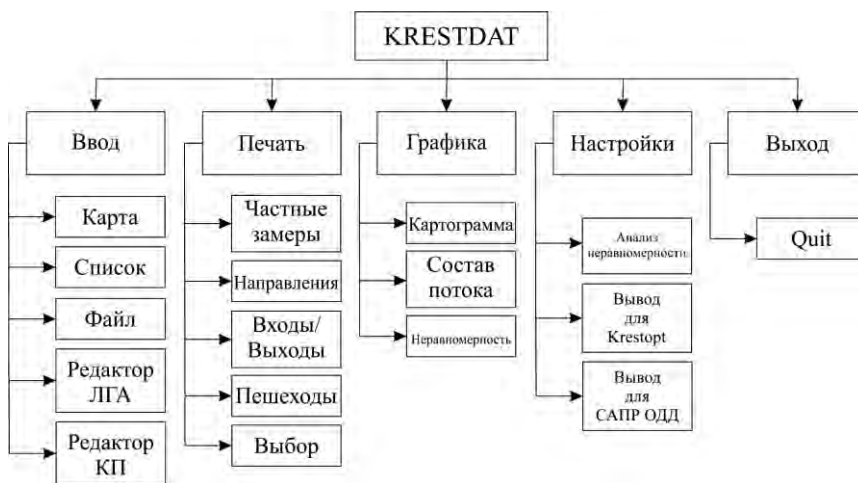 KRESTDAT
Ввод
Карта
Список
Файл
Редактор
ЛГА
Редактор
КП
Печать
Частные
замеры
Направления
Входы/
Выходы
Пешеходы
Выбор
Графика
Картограмма
Состав
потока
Неравномерность
Настройки
Анализ
неравномерности
Вывод
для
Krestopt
Вывод
для
САПР ОДД
Выход
Quit